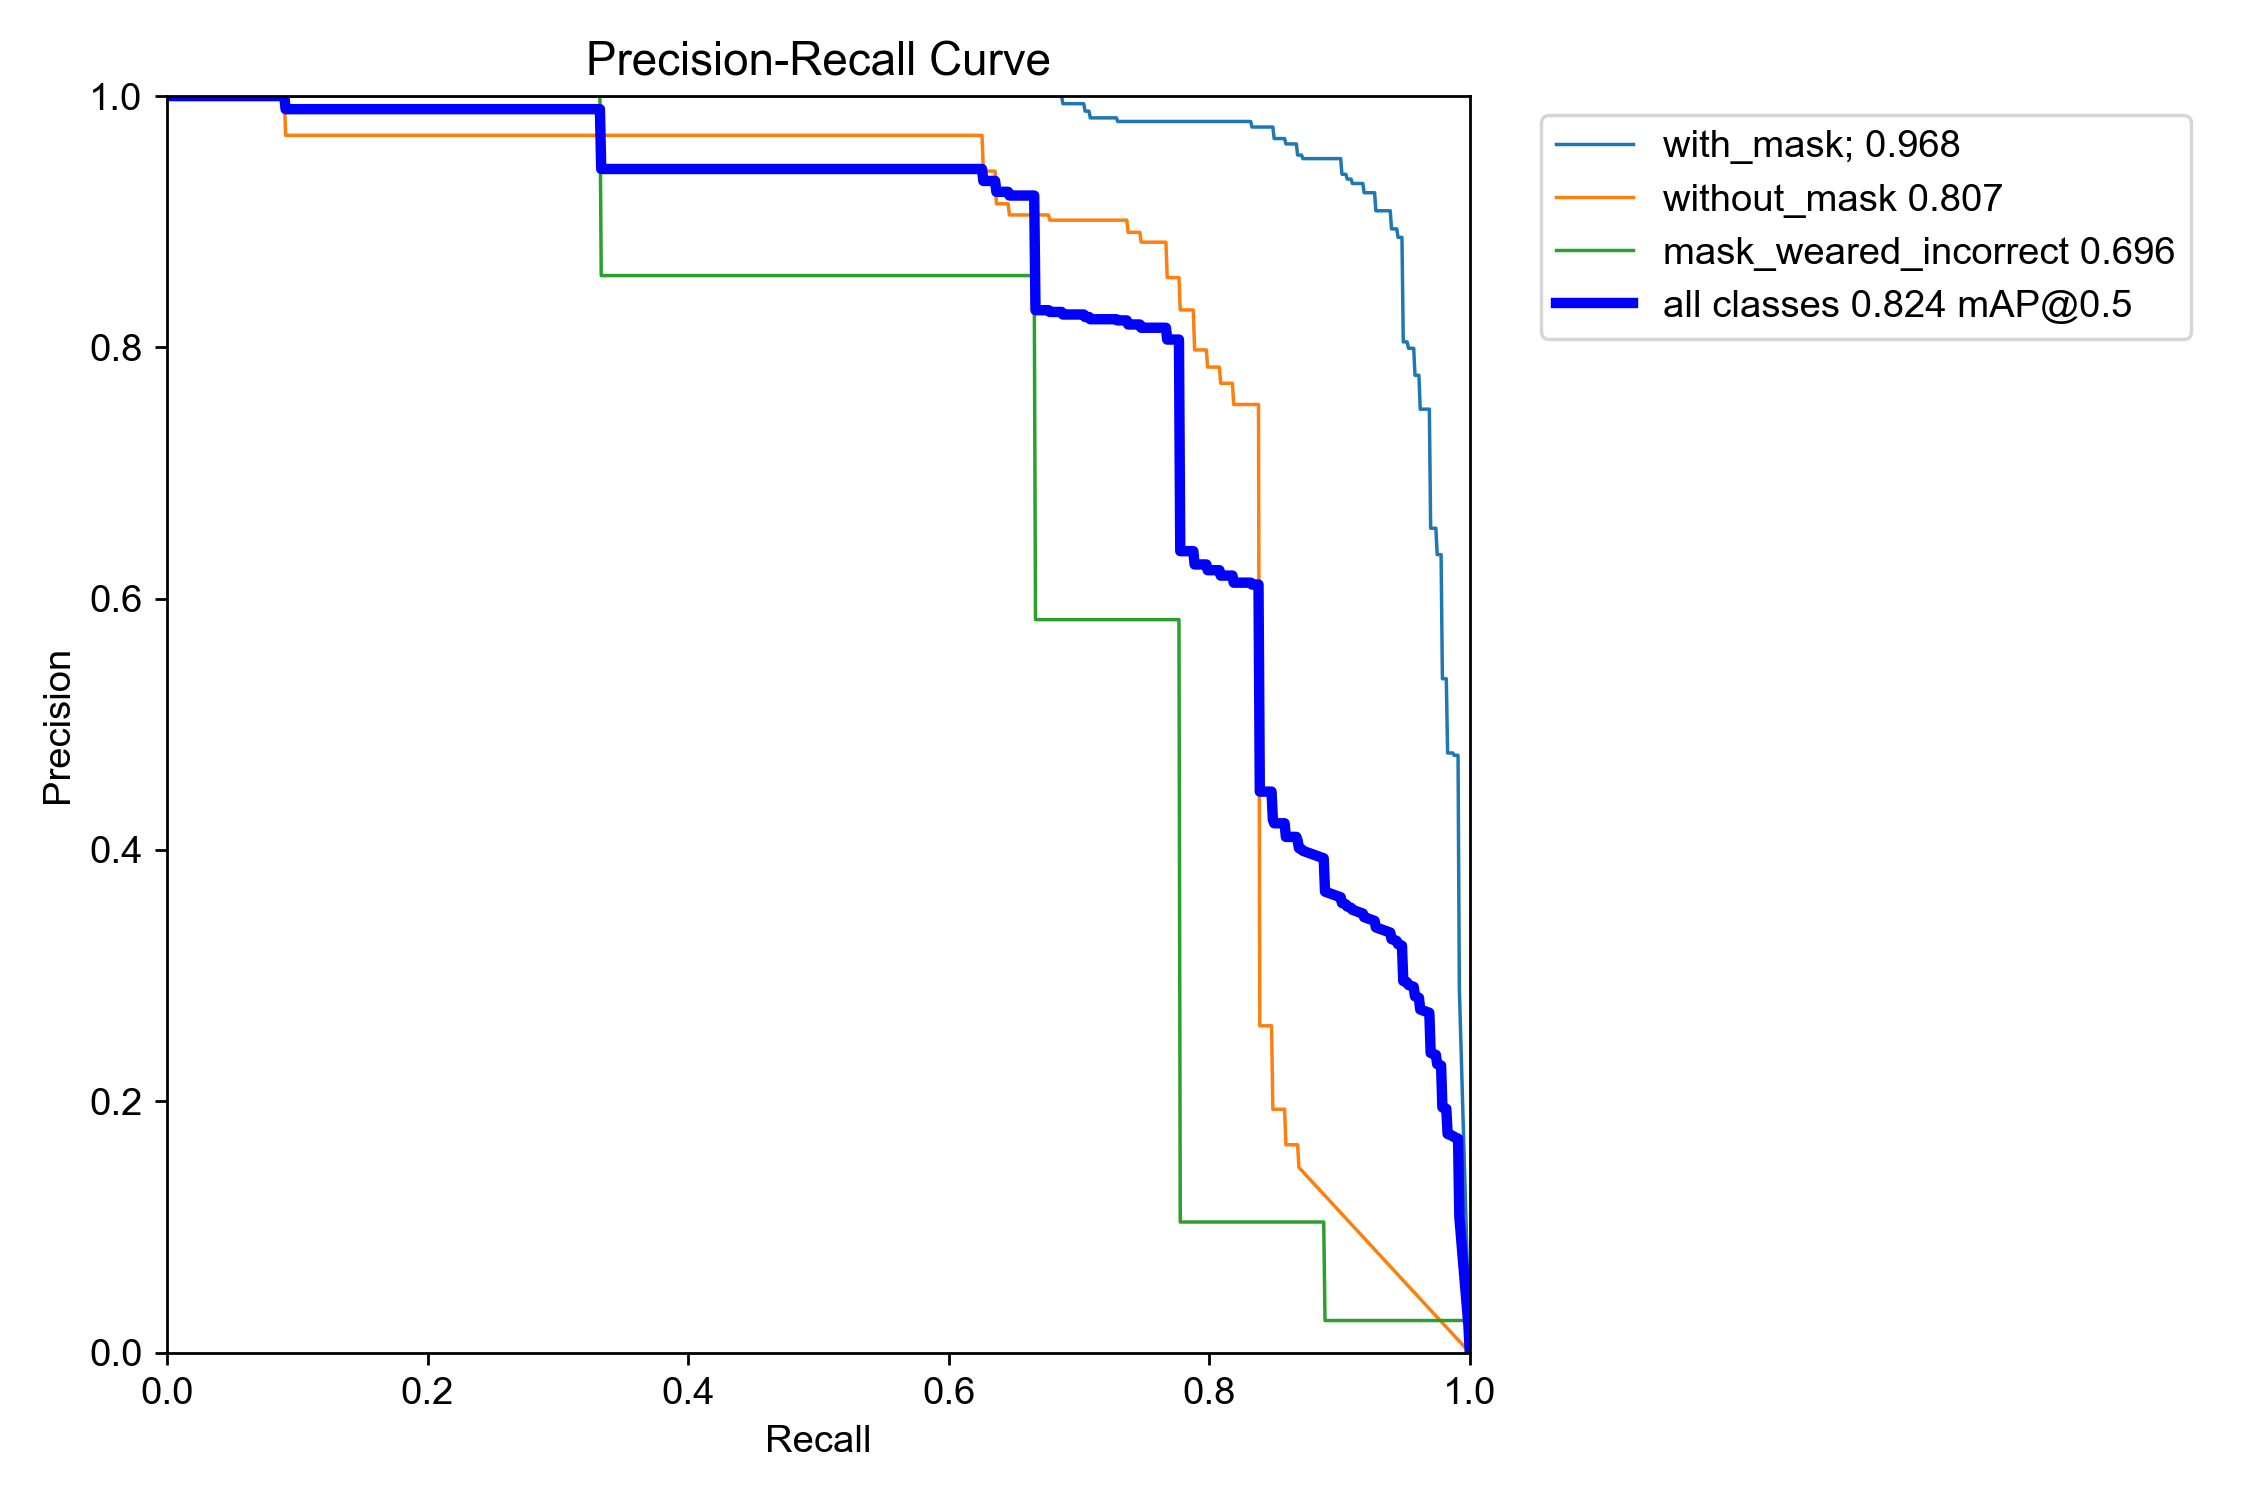 Precision-Recall Curve
1.0
0.8
0.6
0.4
0.2
0.0
Precision
0.0 0.2 0.4 0.6 0.8 1.0
Recall
with_mask; 0.968
without_mask 0.807
mask_weared_incorrect 0.696
all classes 0.824 mAP@0.5